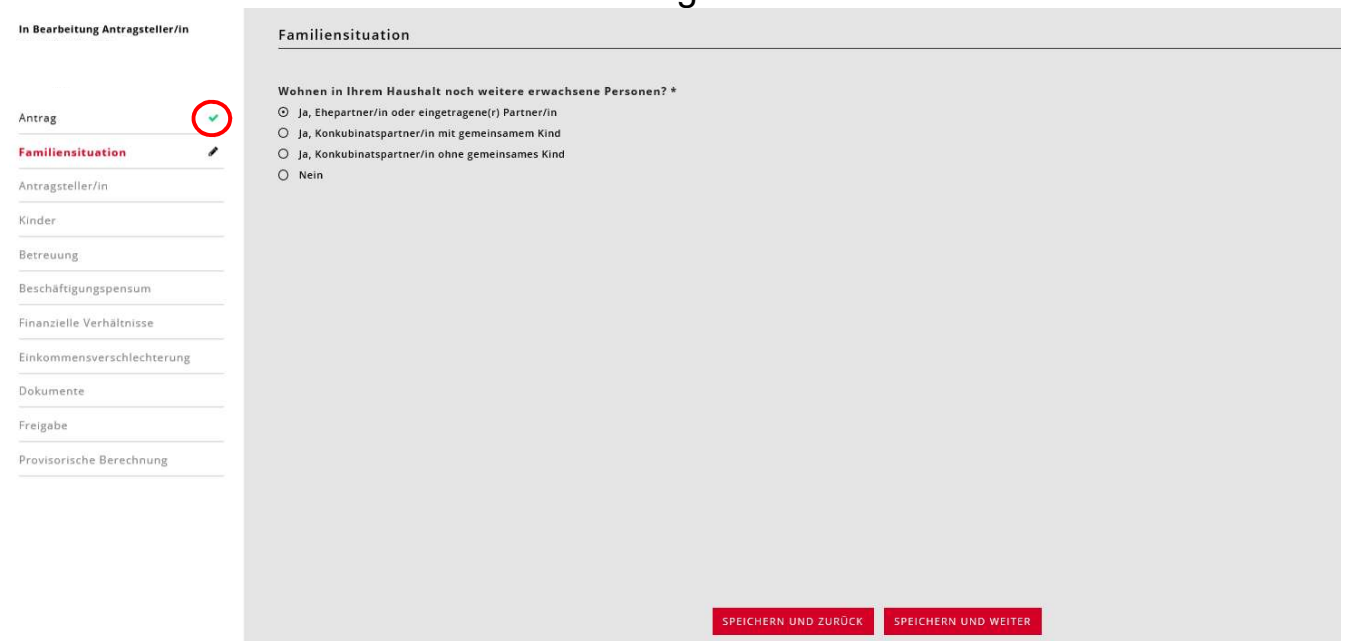 In Bearbeitung Antragsteller/in
Antrag
Familiensituation
Antragsteller/in
Kinder
Betreuung
Beschäftigungspensum
Finanzielle Verhältnisse
Einkommensverschlechterung
Dokumente
Freigabe
Provisorische Berechnung
Familiensituation
Wohnen in Ihrem Haushalt noch weitere erwachsene Personen? *
Ja, Ehepartner/in oder eingetragene(r) Partner/in
Ja, Konkubinatspartner/in mit gemeinsamem Kind
Ja, Konkubinatspartner/in ohne gemeinsames Kind
Nein
SPEICHERN UND ZURÜCK SPEICHERN UND WEITER